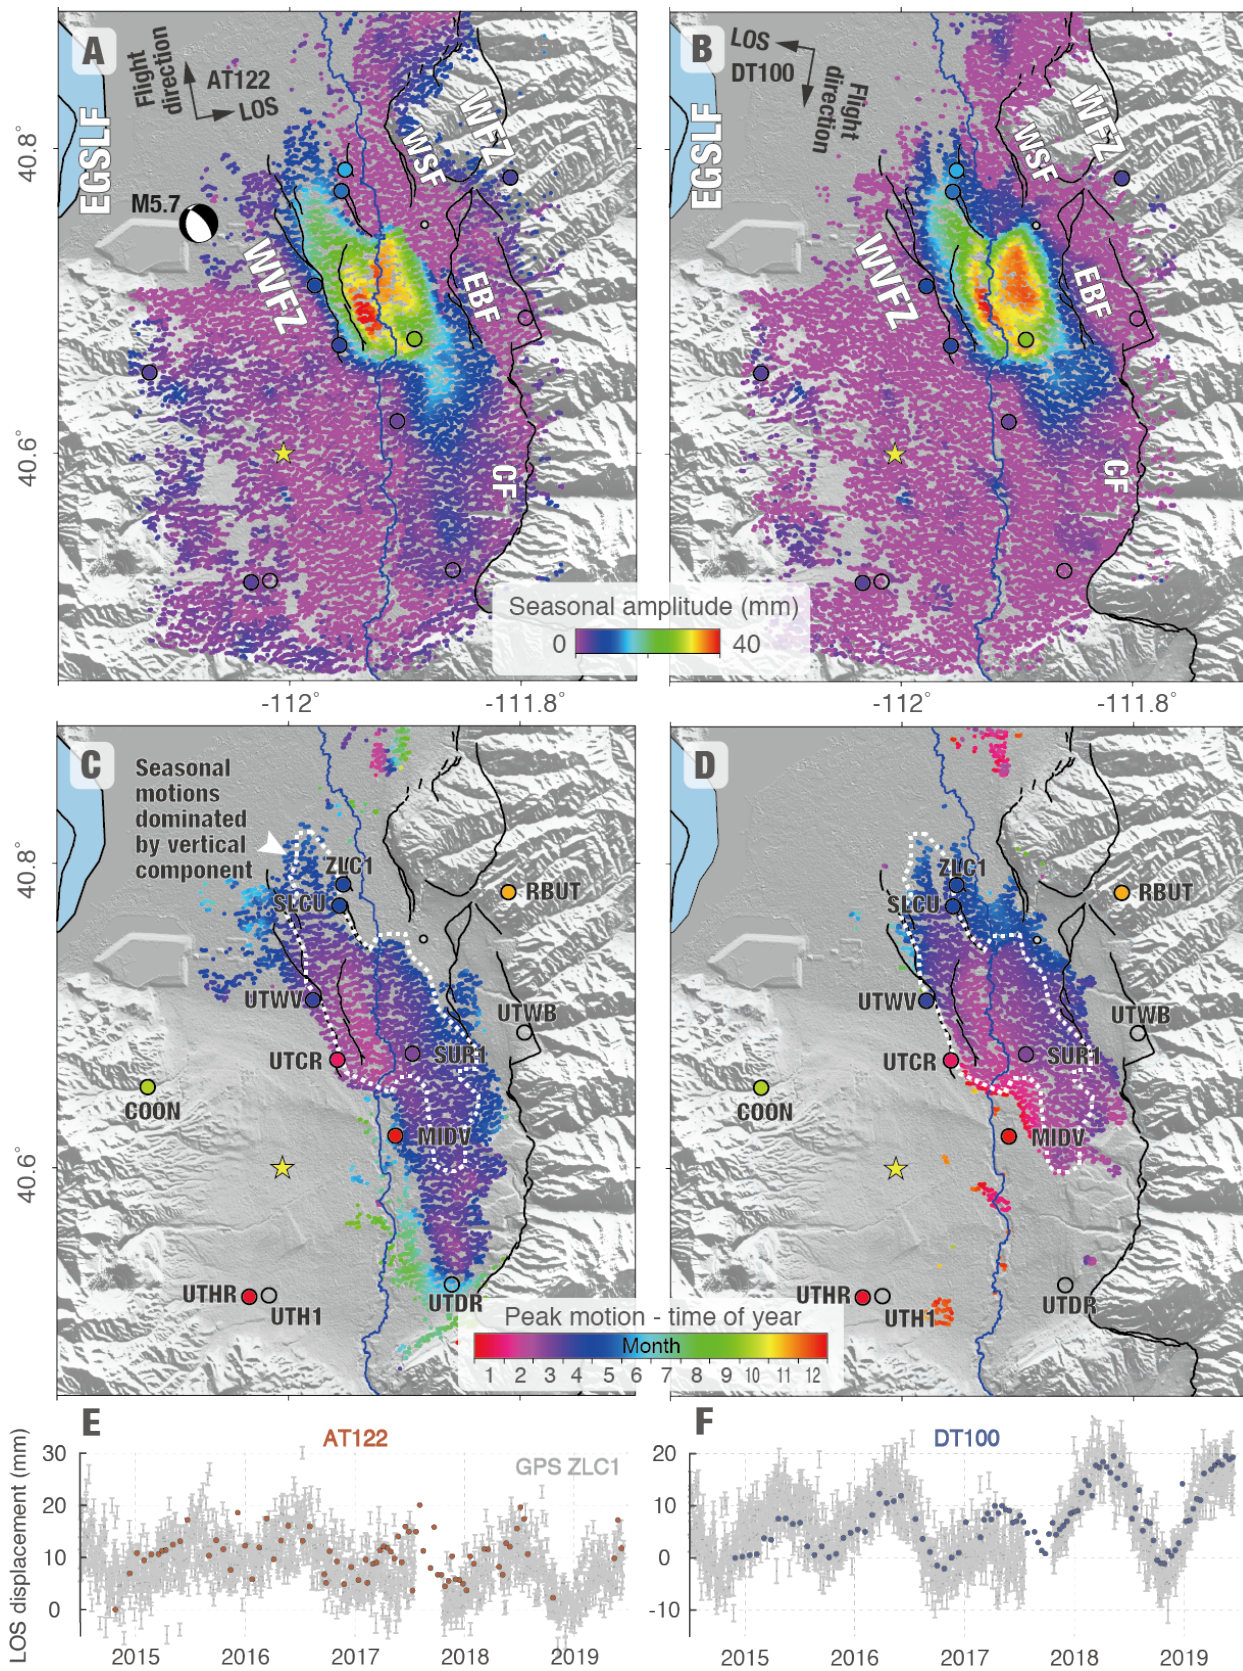 A
Flight
direction
AT122
LOS
EGSLF
40.8
M5.7
WFZ
WSF
WVFZ
EBF
40.6
CF
Seasonal amplitude (mm)
0
40
-112°
-111.8°
B
LOS
DT100
Flight
direction
EGSLF
WFZ
WSF
WVFZ
EBF
CF
-112°
-111.8°
C
Seasonal
motions
dominated
by vertical
component
40.8
ZLC1
SLCU
RBUT
UTWV
UTWB
UTCR
SUR1
COON
MIDV
40.6
UTHR
UTH1
UTDR
D
ZLC1
SLCU
RBUT
UTWV
UTWB
UTCR
SUR1
COON
MIDV
UTHR
UTH1
UTDR
Peak motion - time of year
Month
1 2 3 4 5 6 7 8 9 10 11 12
E
AT122
GPS ZLC1
LOS displacement (mm)
30
20
10
0
2015 2016 2017 2018 2019
F
DT100
20
10
0
-10
2015 2016 2017 2018 2019